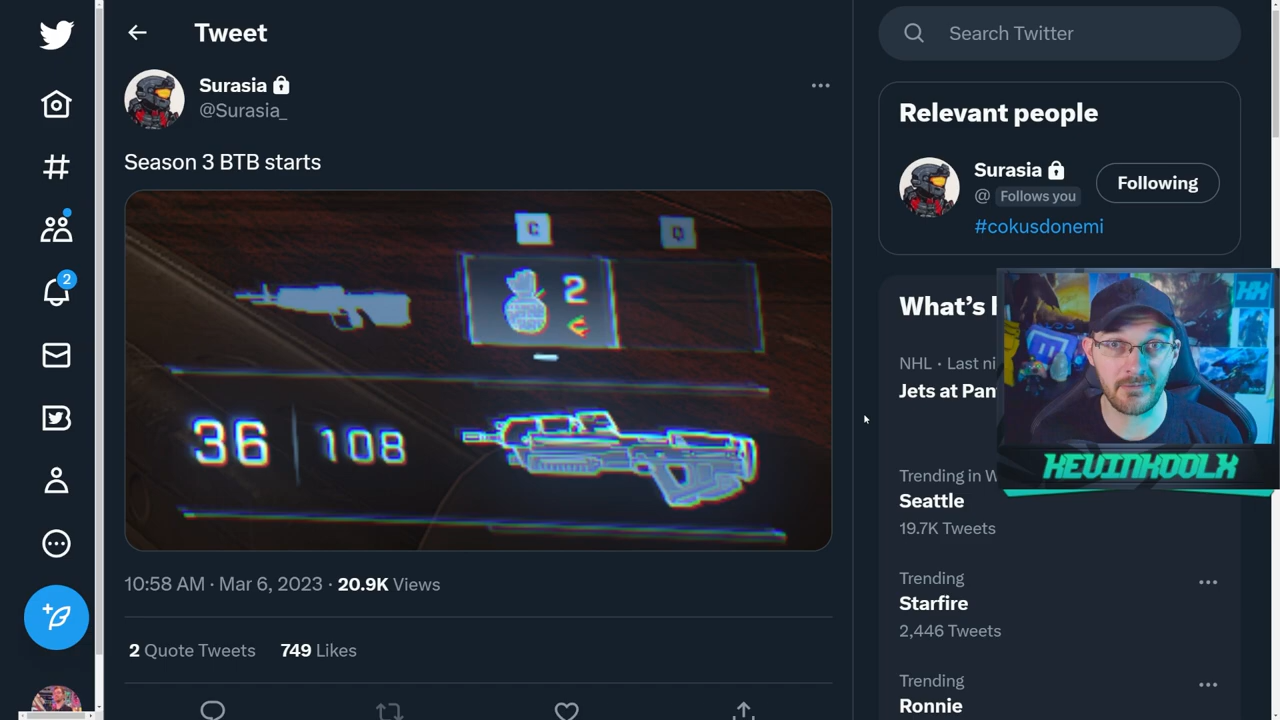 Tweet
Search Twitter
Surasia
@Surasia_
Season 3 BTB starts
C
Q
2
36
108
10:58 AM · Mar 6, 2023 · 20.9K Views
2 Quote Tweets
749 Likes
2
Relevant people
Surasia
@ Follows you
Following
#cokusdonemi
What's
NHL · Last ni
Jets at Pan
Trending in W
Seattle
19.7K Tweets
Trending
Starfire
2,446 Tweets
Trending
Ronnie
HX
KEVINKOOLX